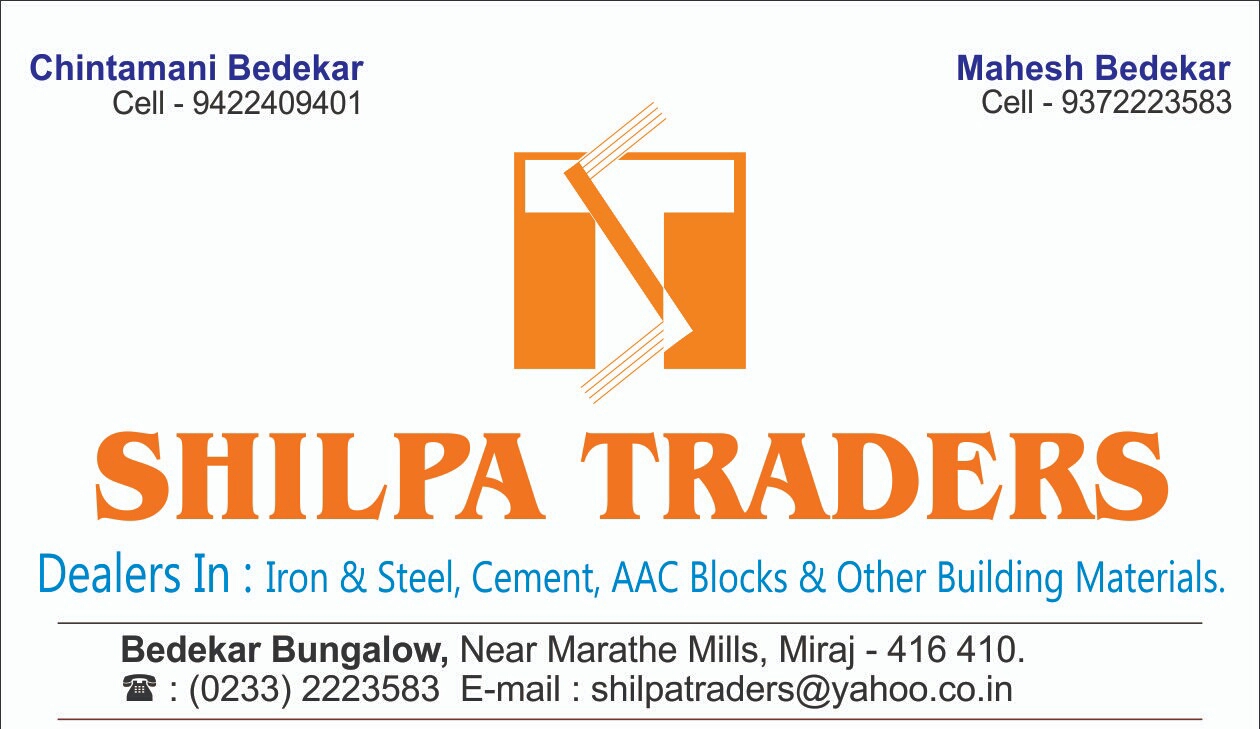 Chintamani Bedekar
Cell - 9422409401
Mahesh Bedekar
Cell - 9372223583
SHILPA TRADERS
Dealers In : Iron & Steel, Cement, AAC Blocks & Other Building Materials.
Bedekar Bungalow, Near Marathe Mills, Miraj - 416 410.
☎ : (0233) 2223583 E-mail : shilpatraders@yahoo.co.in